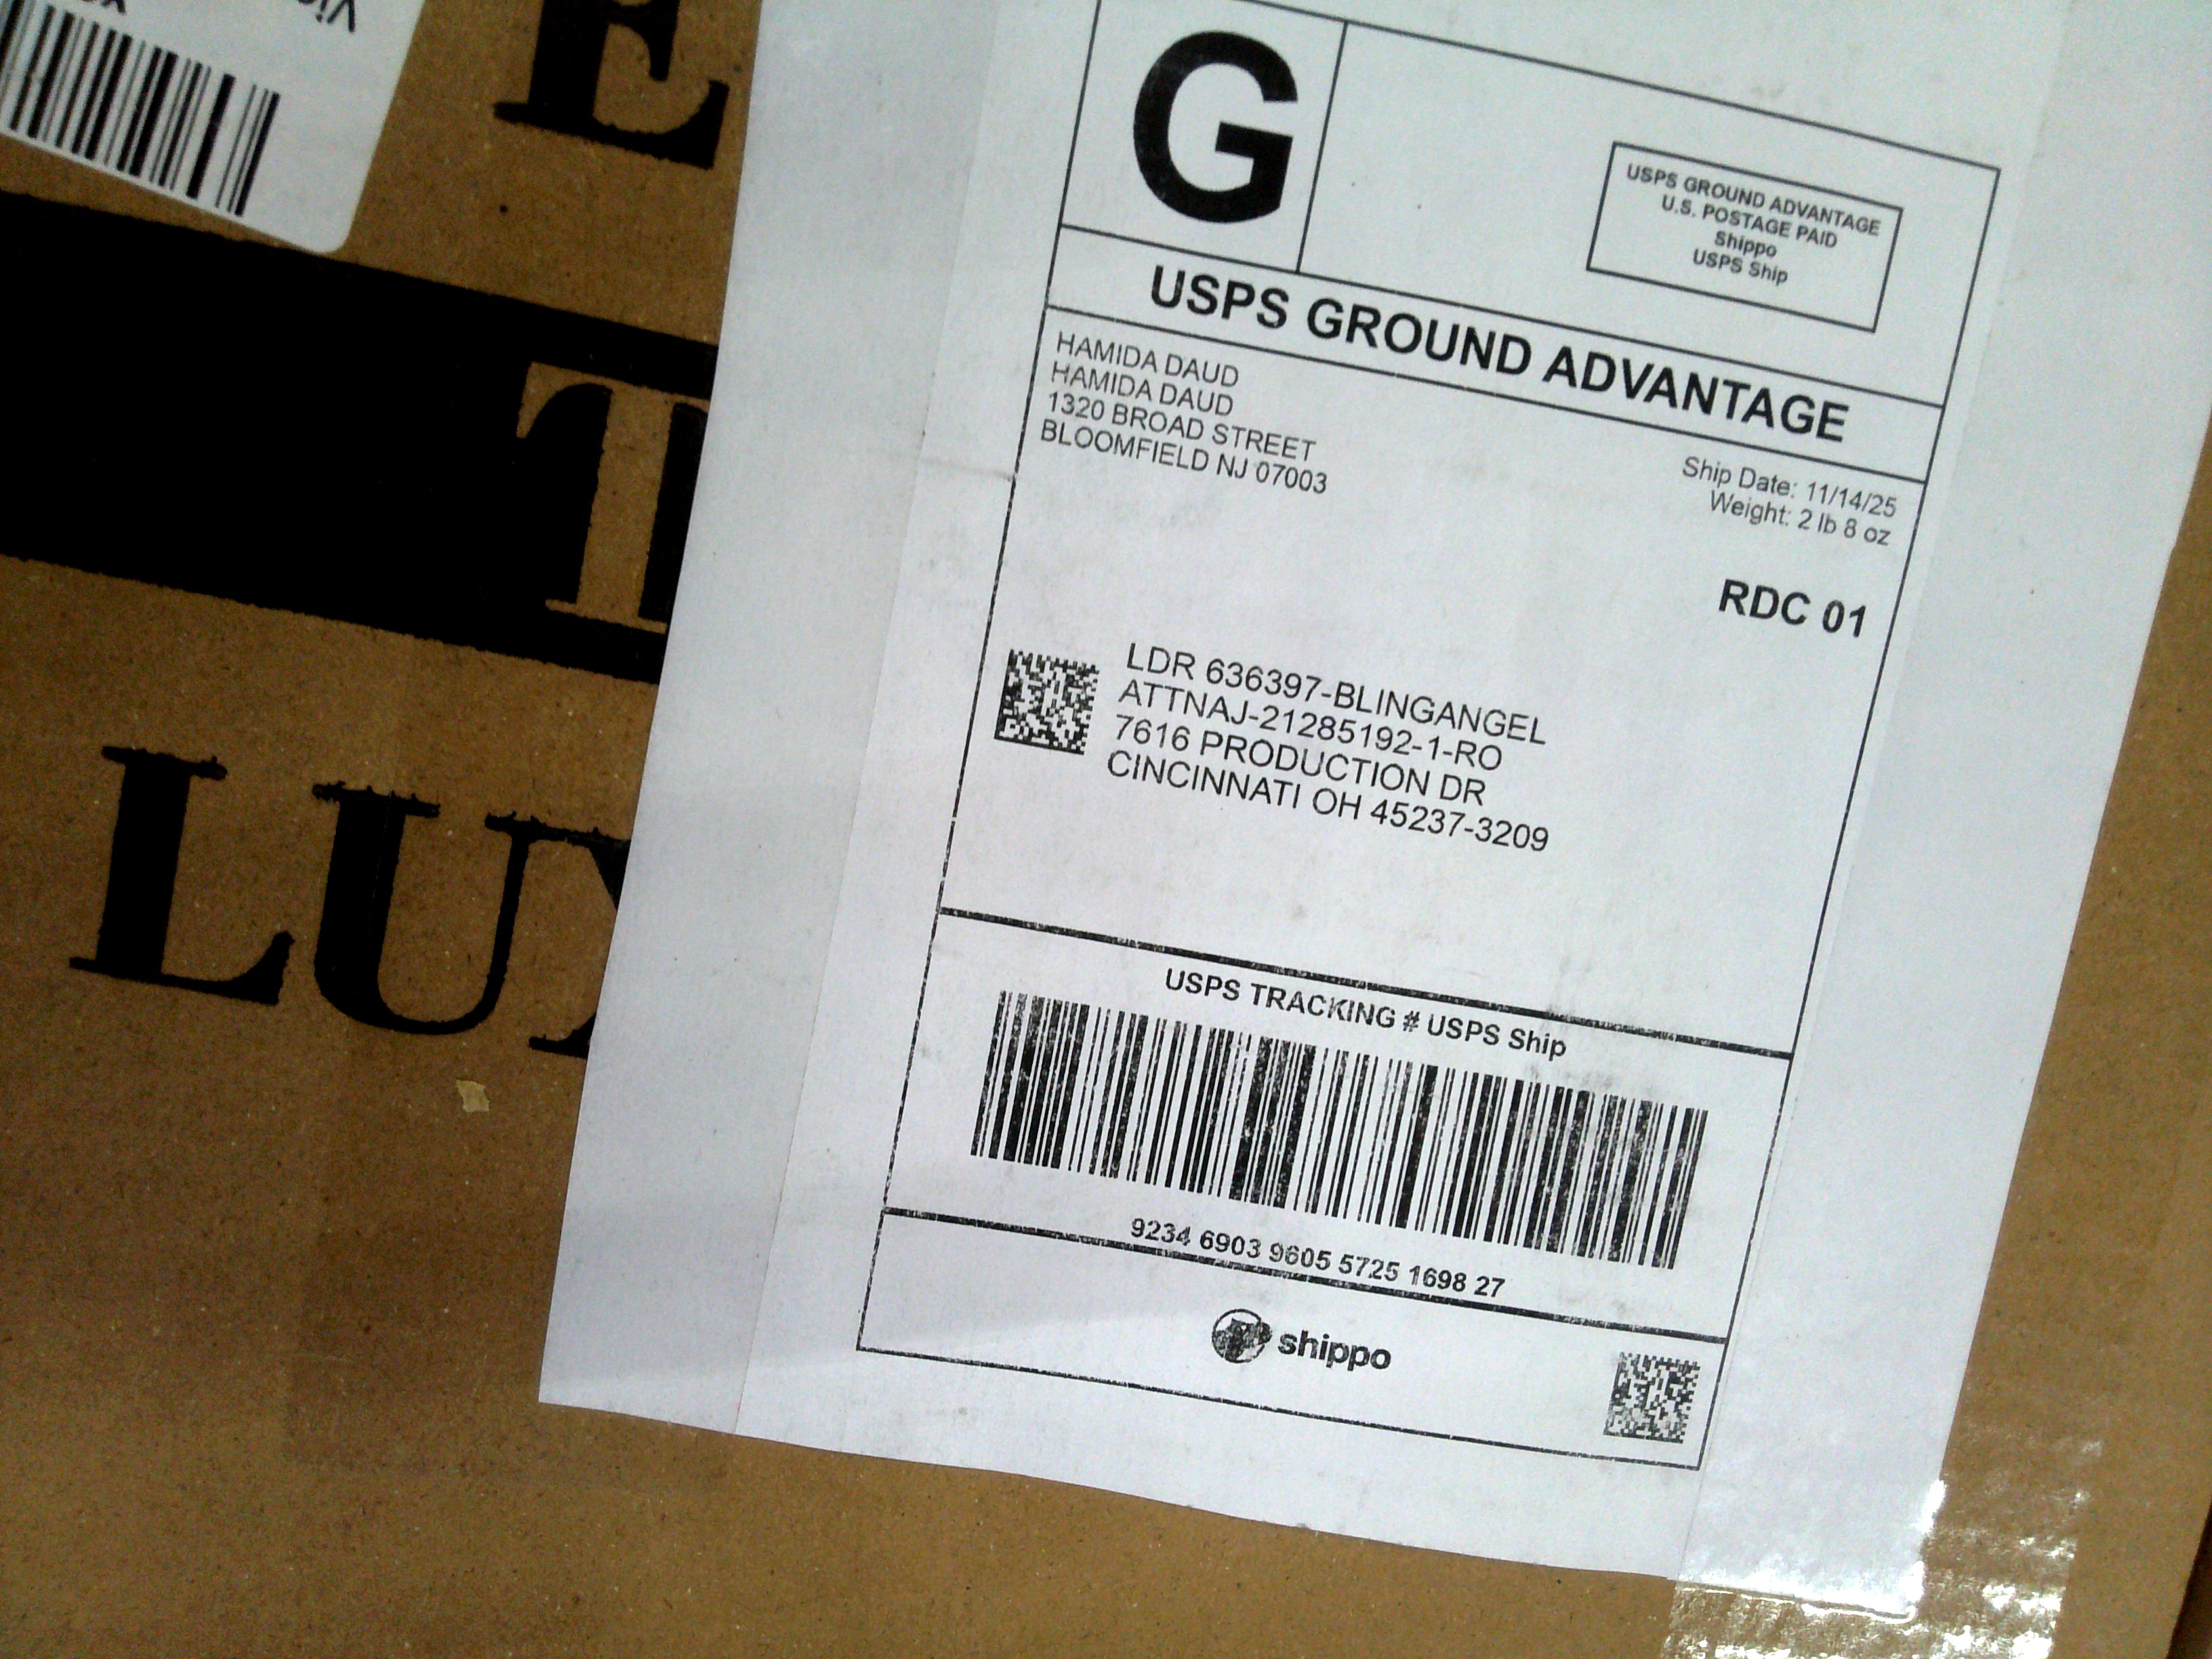 E
T
LUX
G
USPS GROUND ADVANTAGE
U.S. POSTAGE PAID
Shippo
USPS Ship
USPS GROUND ADVANTAGE
HAMIDA DAUD
HAMIDA DAUD
1320 BROAD STREET
BLOOMFIELD NJ 07003
Ship Date: 11/14/25
Weight: 2 lb 8 oz
RDC 01
LDR 636397-BLINGANGEL
ATTNAJ-21285192-1-RO
7616 PRODUCTION DR
CINCINNATI OH 45237-3209
USPS TRACKING # USPS Ship
9234 6903 9605 5725 1698 27
shippo